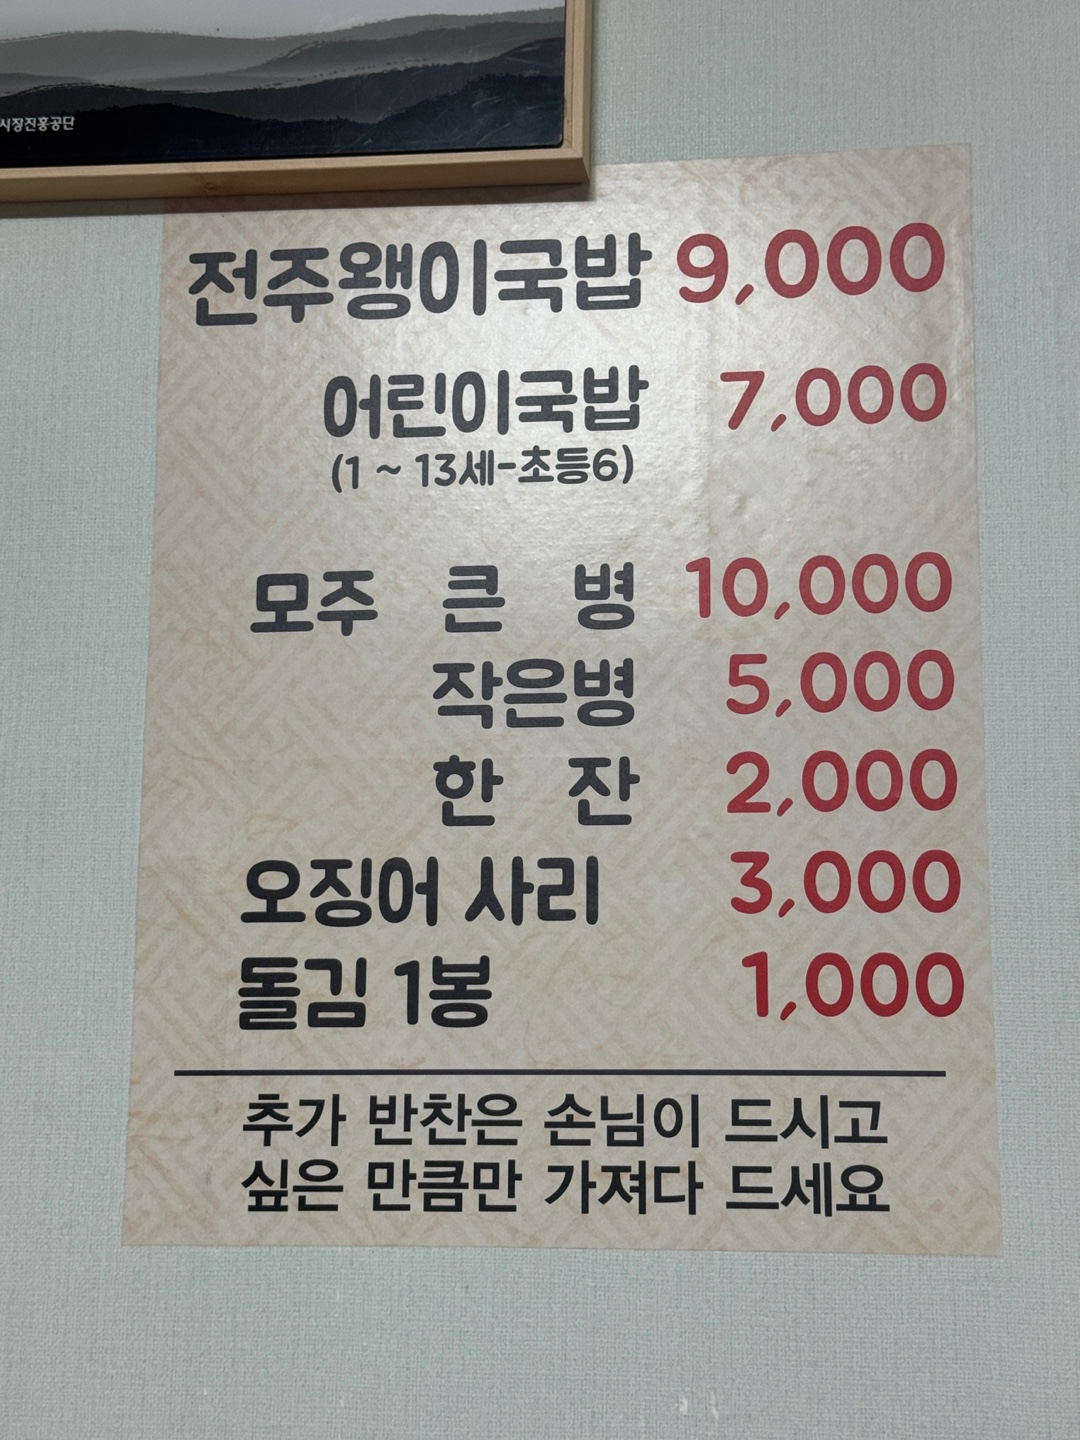 시장진흥공단
전주왱이국밥 9,000
어린이국밥 7,000
(1 ~ 13세-초등6)
모주 큰 병 10,000
작은병 5,000
한 잔 2,000
오징어 사리 3,000
돌김 1봉 1,000
추가 반찬은 손님이 드시고
싶은 만큼만 가져다 드세요